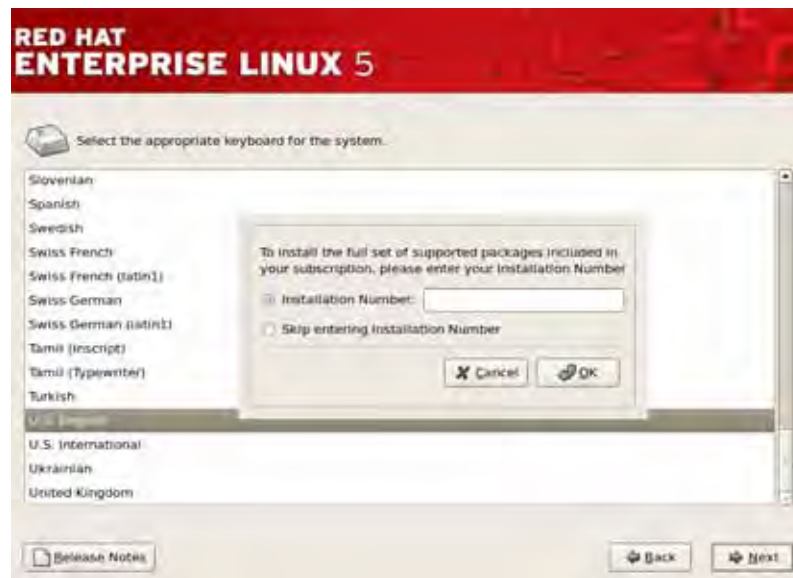 RED HAT
ENTERPRISE LINUX 5
Select the appropriate keyboard for the system.
Slovenian
Spanish
Swedish
Swiss French
Swiss French (latin1)
Swiss German
Swiss German (latin1)
Tamil (Inscript)
Tamil (Typewriter)
Turkish
U.S. English
U.S. International
Ukrainian
United Kingdom
To install the full set of supported packages included in
your subscription, please enter your Installation Number
Installation Number:
Skip entering Installation Number
Cancel
OK
Release Notes
Back
Next